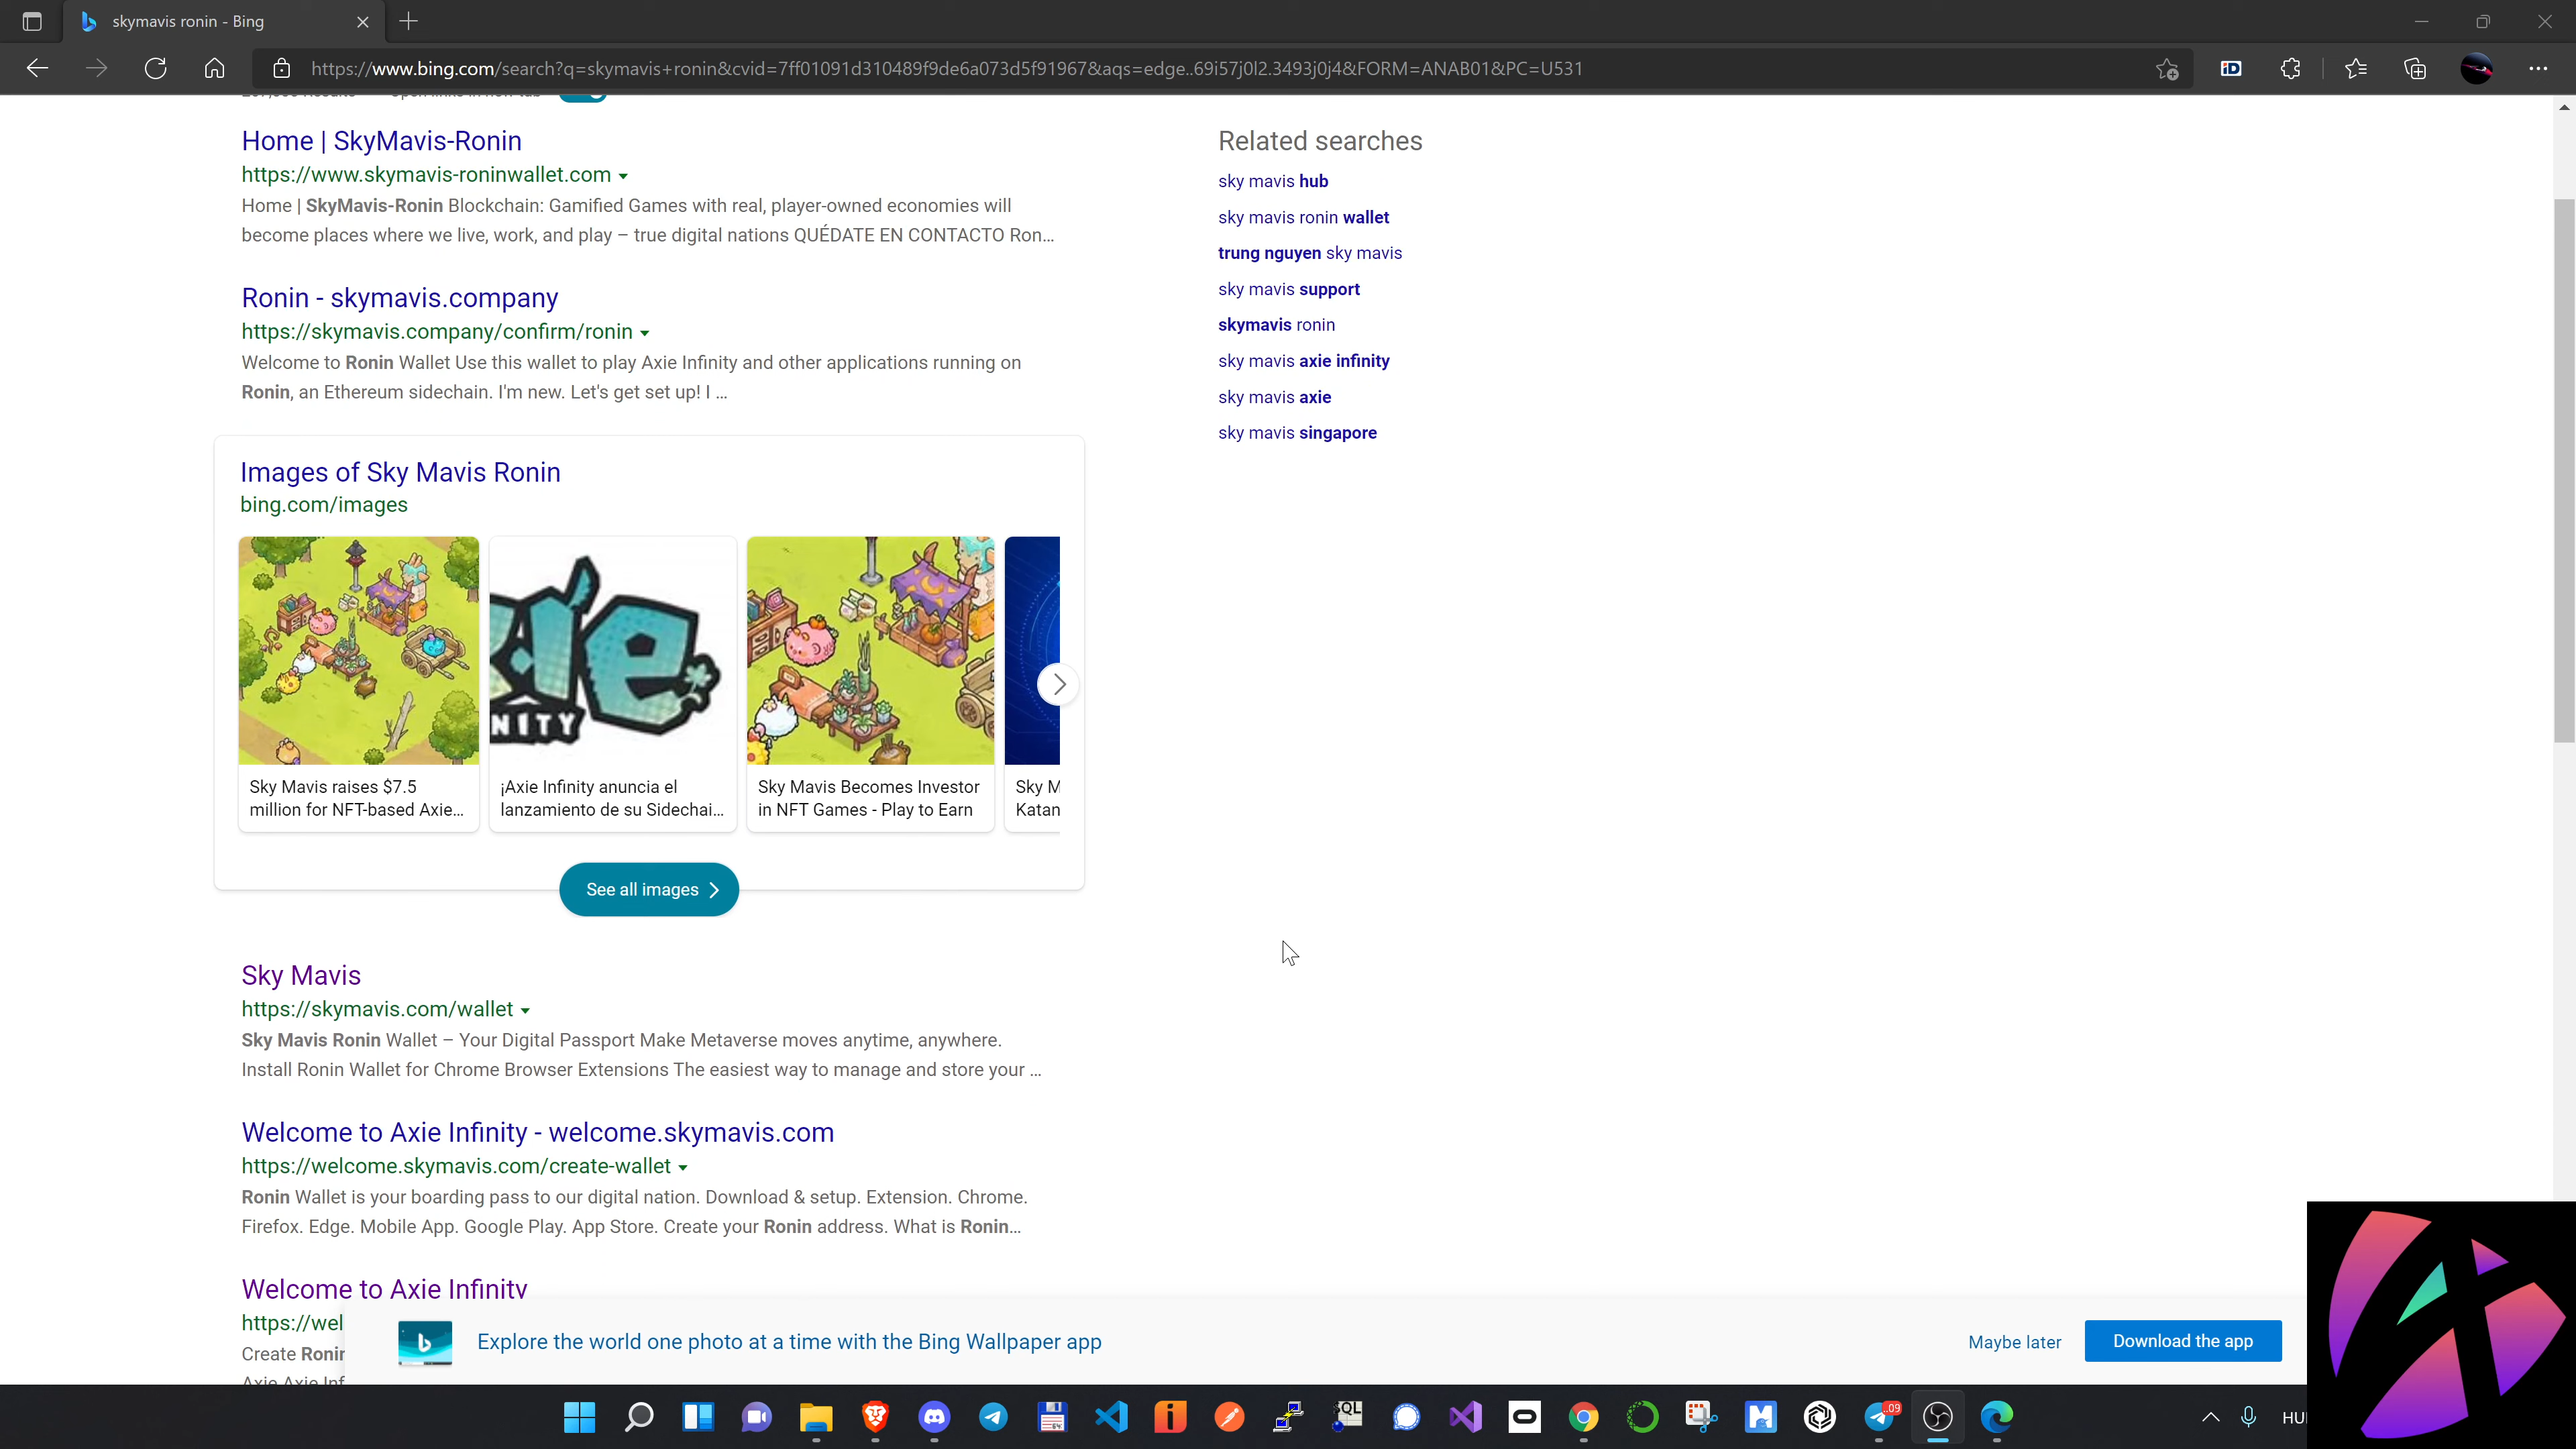 skymavis ronin - Bing
https://www.bing.com/search?q=skymavis+ronin&cvid=7ff01091d310489f9de6a073d5f91967&aqs=edge..69i57j0l2.3493j0j4&FORM=ANAB01&PC=U531
iD
Home | SkyMavis-Ronin
https://www.skymavis-roninwallet.com
Home | SkyMavis-Ronin Blockchain: Gamified Games with real, player-owned economies will
become places where we live, work, and play – true digital nations QUÉDATE EN CONTACTO Ron...
Ronin - skymavis.company
https://skymavis.company/confirm/ronin
Welcome to Ronin Wallet Use this wallet to play Axie Infinity and other applications running on
Ronin, an Ethereum sidechain. I'm new. Let's get set up! I ...
Images of Sky Mavis Ronin
bing.com/images
NITY
Sky Mavis raises $7.5
million for NFT-based Axie...
¡Axie Infinity anuncia el
lanzamiento de su Sidechai...
Sky Mavis Becomes Investor
in NFT Games - Play to Earn
Sky M
Katan
See all images
Sky Mavis
https://skymavis.com/wallet
Sky Mavis Ronin Wallet – Your Digital Passport Make Metaverse moves anytime, anywhere.
Install Ronin Wallet for Chrome Browser Extensions The easiest way to manage and store your ...
Welcome to Axie Infinity - welcome.skymavis.com
https://welcome.skymavis.com/create-wallet
Ronin Wallet is your boarding pass to our digital nation. Download & setup. Extension. Chrome.
Firefox. Edge. Mobile App. Google Play. App Store. Create your Ronin address. What is Ronin...
Welcome to Axie Infinity
https://wel
Create Ronin
Axie Axie Inf
Related searches
sky mavis hub
sky mavis ronin wallet
trung nguyen sky mavis
sky mavis support
skymavis ronin
sky mavis axie infinity
sky mavis axie
sky mavis singapore
Explore the world one photo at a time with the Bing Wallpaper app
Maybe later
Download the app
HU